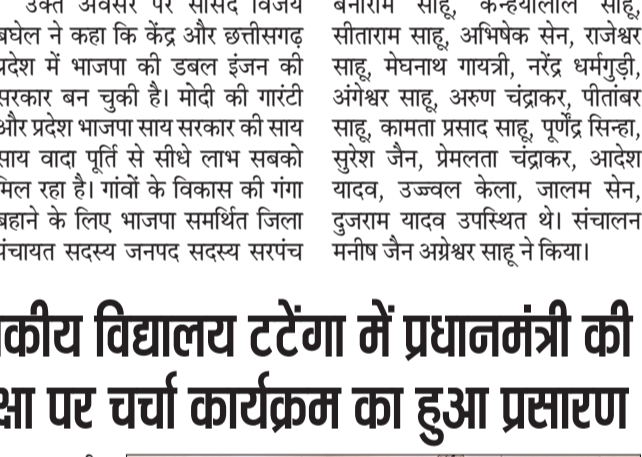 उक्त अवसर पर सांसद विजय
बघेल ने कहा कि केंद्र और छत्तीसगढ़
प्रदेश में भाजपा की डबल इंजन की
सरकार बन चुकी है। मोदी की गारंटी
और प्रदेश भाजपा साय सरकार की साय
साय वादा पूर्ति से सीधे लाभ सबको
मिल रहा है। गांवों के विकास की गंगा
बहाने के लिए भाजपा समर्थित जिला
पंचायत सदस्य जनपद सदस्य सरपंच
बेनीराम साहू, कन्हैयालाल साहू,
सीताराम साहू, अभिषेक सेन, राजेश्वर
साहू, मेघनाथ गायत्री, नरेंद्र धर्मगुड़ी,
अंगेश्वर साहू, अरुण चंद्राकर, पीतांबर
साहू, कामता प्रसाद साहू, पूर्णेंद्र सिन्हा,
सुरेश जैन, प्रेमलता चंद्राकर, आदेश
यादव, उज्ज्वल केला, जालम सेन,
दुजराम यादव उपस्थित थे। संचालन
मनीष जैन अग्रेश्वर साहू ने किया।
कीय विद्यालय टटेंगा में प्रधानमंत्री की
क्षा पर चर्चा कार्यक्रम का हुआ प्रसारण